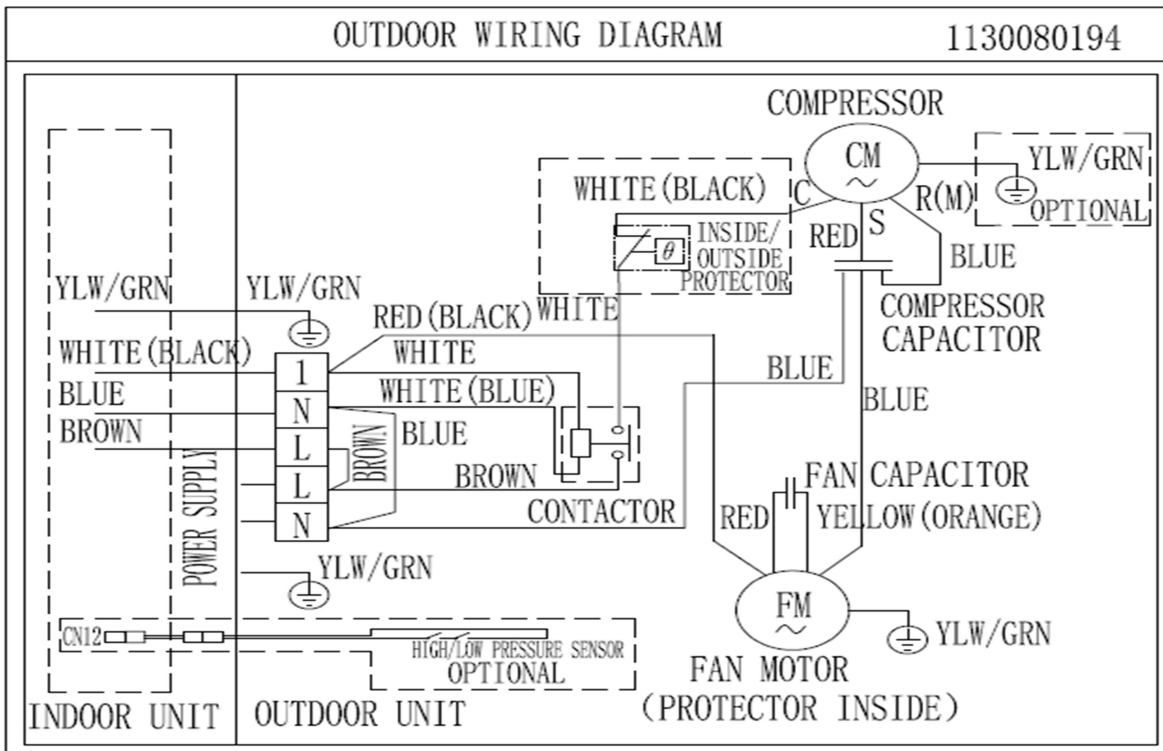 OUTDOOR WIRING DIAGRAM 1130080194
COMPRESSOR
CM
YLW/GRN
OPTIONAL
WHITE(BLACK)
C
S
R(M)
RED
BLUE
INSIDE/
OUTSIDE
PROTECTOR
θ
COMPRESSOR
CAPACITOR
YLW/GRN
YLW/GRN
RED(BLACK)
WHITE
WHITE(BLACK)
1
WHITE
BLUE
N
WHITE(BLUE)
BLUE
BLUE
BROWN
L
BROWN
BLUE
POWER SUPPLY
L
BROWN
N
CONTACTOR
FAN CAPACITOR
RED
YELLOW(ORANGE)
YLW/GRN
FM
YLW/GRN
CN12
HIGH/LOW PRESSURE SENSOR
OPTIONAL
FAN MOTOR
(PROTECTOR INSIDE)
INDOOR UNIT
OUTDOOR UNIT